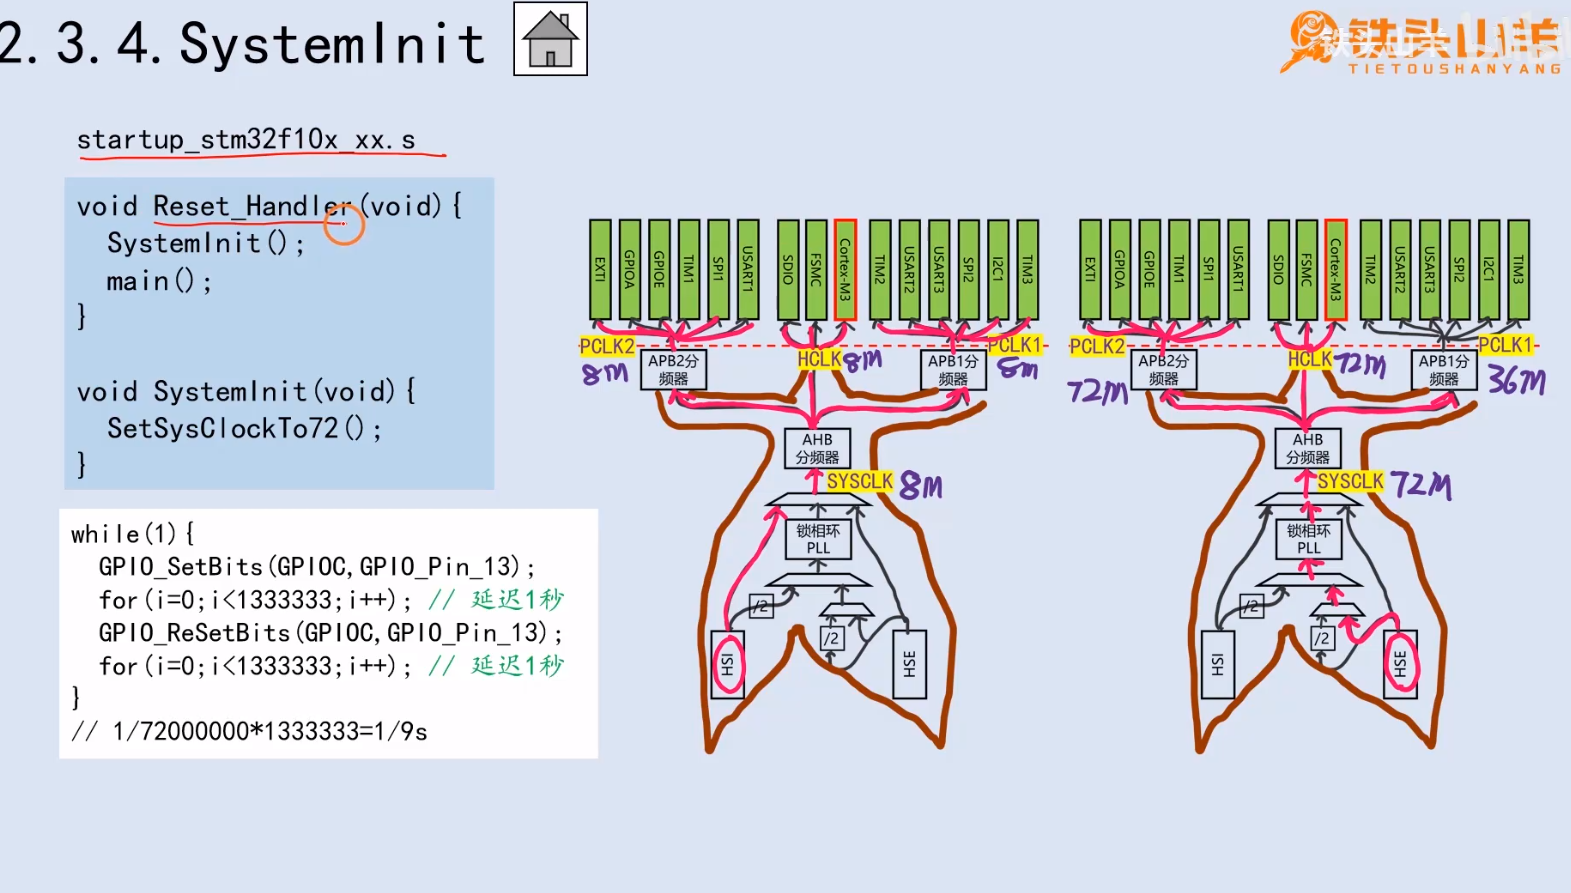 2.3.4.SystemInit
铁头山羊
TIETOUSHANYANG
startup_stm32f10x_xx.s
void Reset_Handler(void){
SystemInit();
main();
}
void SystemInit(void){
SetSysClockTo72();
}
while(1){
GPIO_SetBits(GPIOC,GPIO_Pin_13);
for(i=0;i<1333333;i++); // 延迟1秒
GPIO_ReSetBits(GPIOC,GPIO_Pin_13);
for(i=0;i<1333333;i++); // 延迟1秒
}
// 1/72000000*1333333=1/9s
EXTI
GPIOA
GPIOE
TIM1
SPI1
USART1
SDIO
FSMC
Cortex-M3
TIM2
USART2
USART3
SPI2
I2C1
TIM3
PCLK2
8M
APB2分
频器
HCLK
8M
APB1分
频器
PCLK1
8M
AHB
分频器
SYSCLK
8M
锁相环
PLL
/2
/2
HSI
HSE
EXTI
GPIOA
GPIOE
TIM1
SPI1
USART1
SDIO
FSMC
Cortex-M3
TIM2
USART2
USART3
SPI2
I2C1
TIM3
PCLK2
72M
APB2分
频器
HCLK
72M
APB1分
频器
PCLK1
36M
AHB
分频器
SYSCLK
72M
锁相环
PLL
/2
/2
HSI
HSE